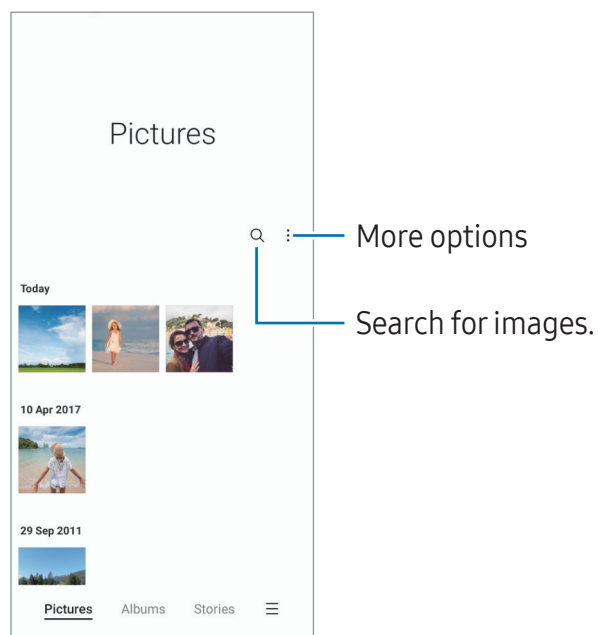 Pictures
More options
Search for images.
Today
10 Apr 2017
29 Sep 2011
Pictures Albums Stories